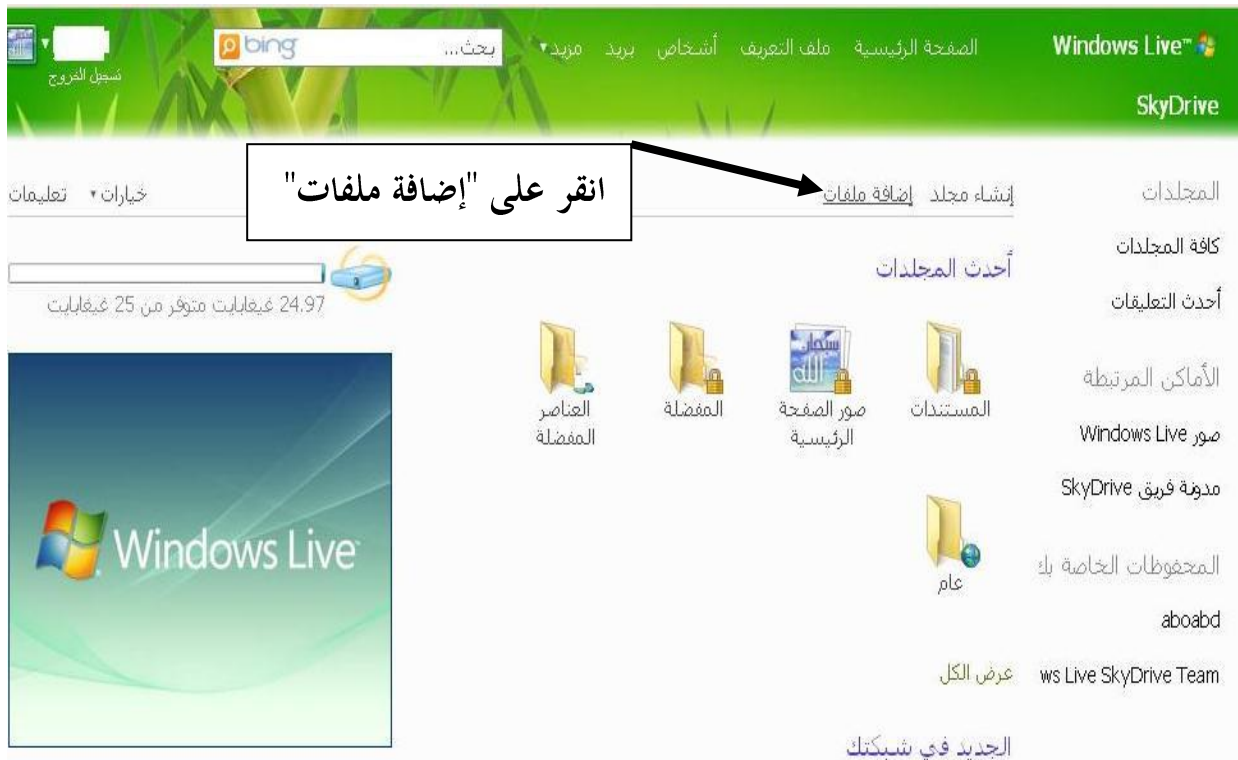 Windows Live™ الصفحة الرئيسية ملف التعريف أشخاص بريد مزيد بحث... bing
تسجيل الخروج
SkyDrive
انقر على "إضافة ملفات"
المجلدات
كافة المجلدات
أحدث التعليقات
الأماكن المرتبطة
صور Windows Live
مدونة فريق SkyDrive
المحفوظات الخاصة بك
aboabd
ws Live SkyDrive Team
إنشاء مجلد إضافة ملفات
خيارات تعليمات
أحدث المجلدات
سبحان
الله
المستندات
صور الصفحة
الرئيسية
المفضلة
العناصر
المفضلة
عام
عرض الكل
الجديد في شبكتك
24.97 غيغابايت متوفر من 25 غيغابايت
Windows Live